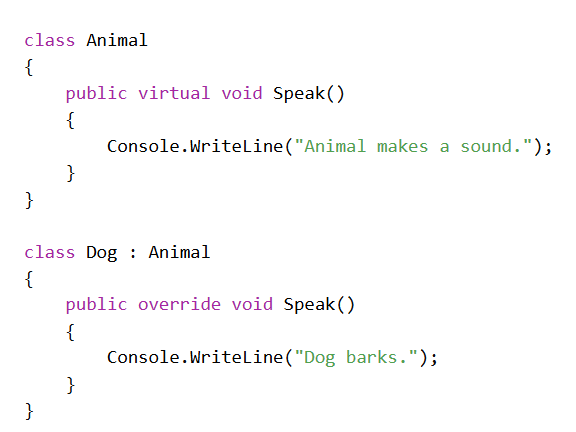 class Animal
{
    public virtual void Speak()
    {
        Console.WriteLine("Animal makes a sound.");
    }
}

class Dog : Animal
{
    public override void Speak()
    {
        Console.WriteLine("Dog barks.");
    }
}